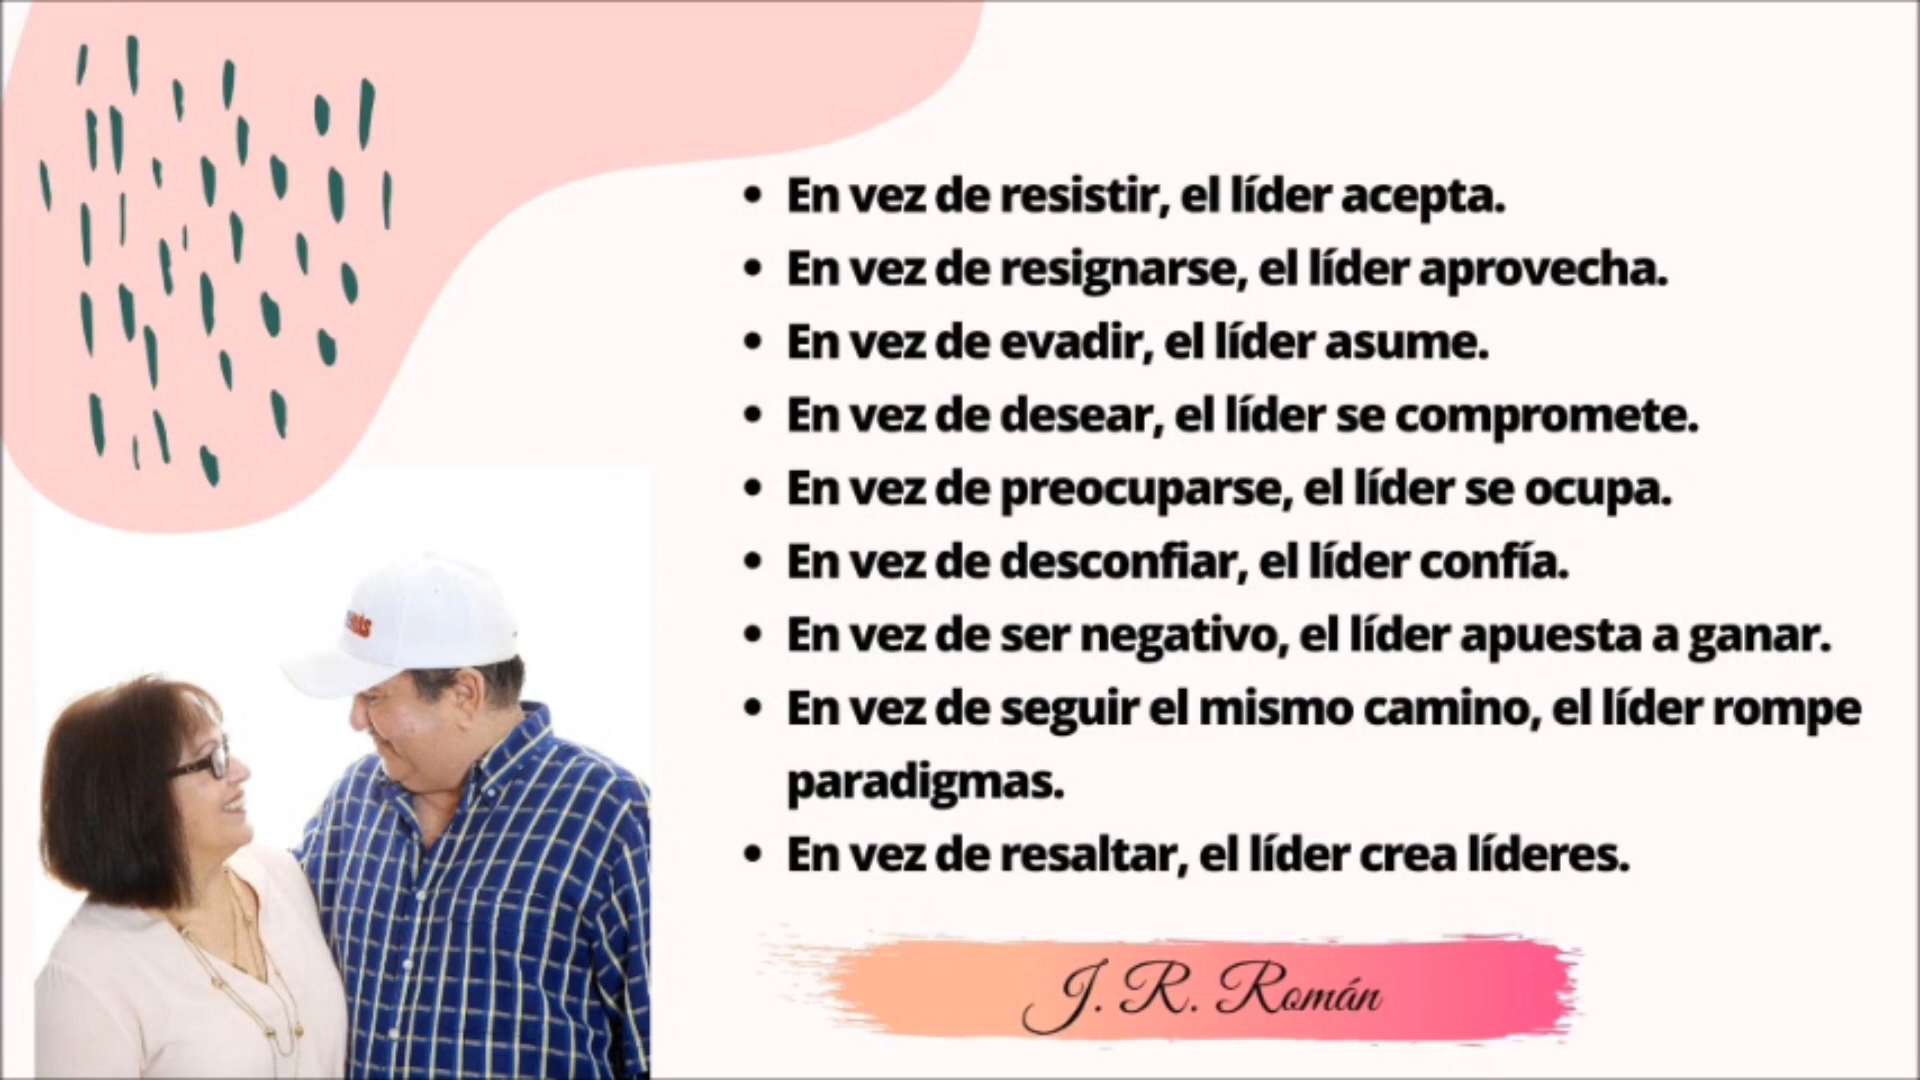 • En vez de resistir, el líder acepta.
• En vez de resignarse, el líder aprovecha.
• En vez de evadir, el líder asume.
• En vez de desear, el líder se compromete.
• En vez de preocuparse, el líder se ocupa.
• En vez de desconfiar, el líder confía.
• En vez de ser negativo, el líder apuesta a ganar.
• En vez de seguir el mismo camino, el líder rompe
paradigmas.
• En vez de resaltar, el líder crea líderes.
J. R. Román